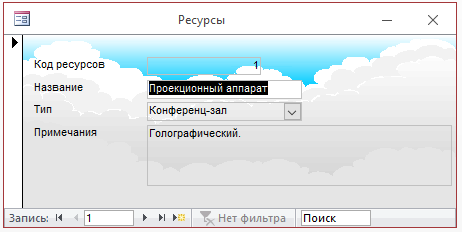 Ресурсы
Код ресурсов 1
Название Проекционный аппарат
Тип Конференц-зал
Примечания Голографический.
Запись: 1 Нет фильтра Поиск